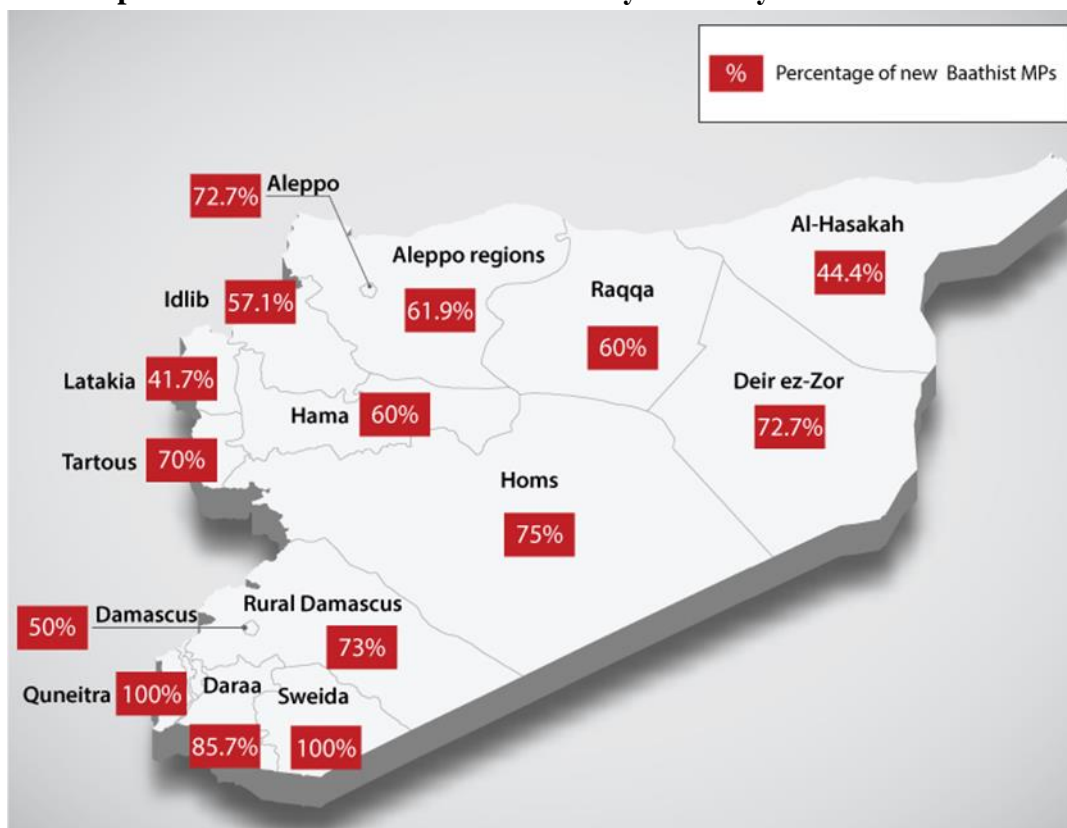 % Percentage of new Baathist MPs
Aleppo
72.7%
Al-Hasakah
44.4%
Aleppo regions
61.9%
Raqqa
60%
Idlib
57.1%
Latakia
41.7%
Deir ez-Zor
72.7%
Hama
60%
Tartous
70%
Homs
75%
Damascus
50%
Rural Damascus
73%
Quneitra
100%
Daraa
85.7%
Sweida
100%